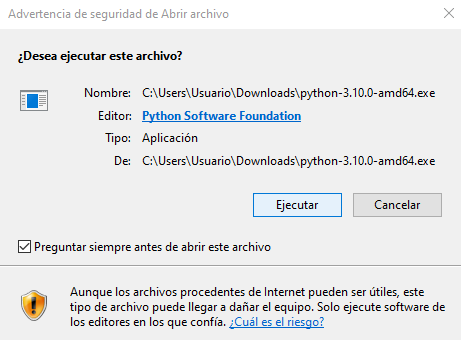 Advertencia de seguridad de Abrir archivo
¿Desea ejecutar este archivo?
Nombre: C:\Users\Usuario\Downloads\python-3.10.0-amd64.exe
Editor: Python Software Foundation
Tipo: Aplicación
De: C:\Users\Usuario\Downloads\python-3.10.0-amd64.exe
Ejecutar Cancelar
Preguntar siempre antes de abrir este archivo
Aunque los archivos procedentes de Internet pueden ser útiles, este
tipo de archivo puede llegar a dañar el equipo. Solo ejecute software de
los editores en los que confía. ¿Cuál es el riesgo?